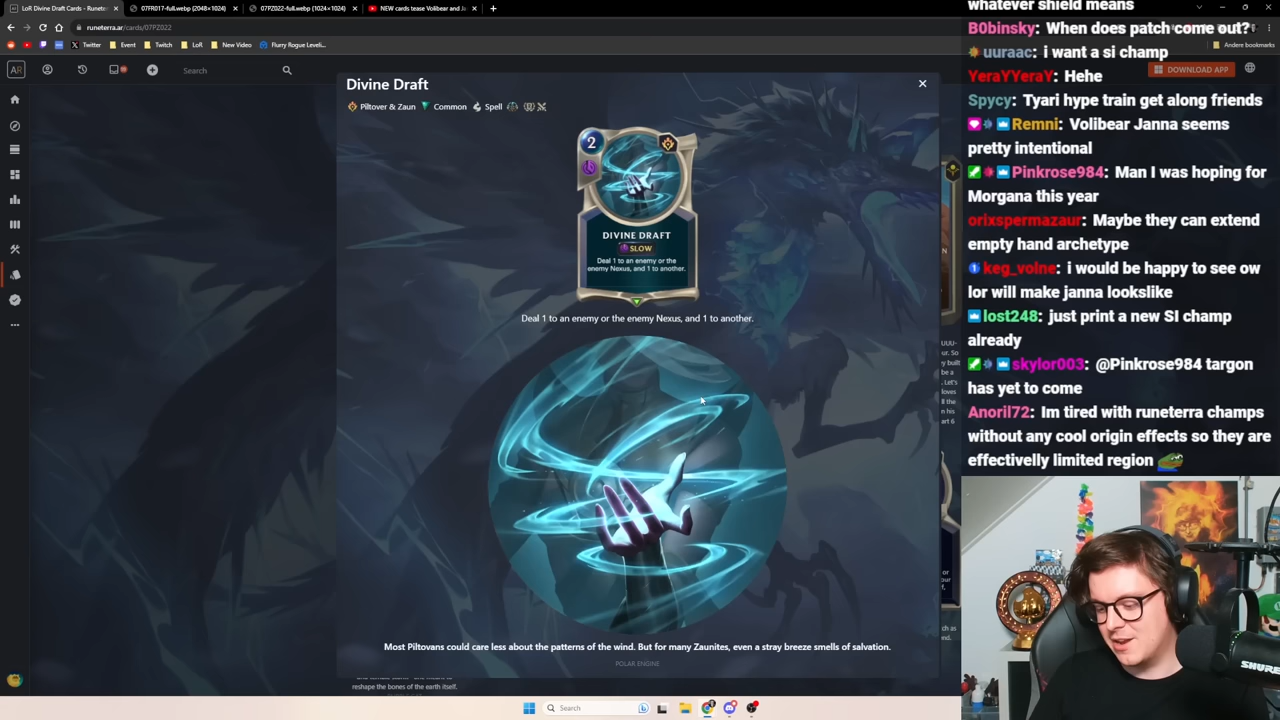 LoR Divine Draft Cards - Runeter
07FR017-full.webp (2048×1024)
07PZ022-full.webp (1024×1024)
NEW cards tease Volibear and Ja
runeterra.ar/cards/07PZ022
Twitter
Event
Twitch
LoR
New Video
Flurry Rogue Leveli...
Andere bookmarks
AR
Search
DOWNLOAD APP
Divine Draft
Piltover & Zaun
Common
Spell
2
DIVINE DRAFT
SLOW
Deal 1 to an enemy or the
enemy Nexus, and 1 to another.
Deal 1 to an enemy or the enemy Nexus, and 1 to another.
Most Piltovans could care less about the patterns of the wind. But for many Zaunites, even a stray breeze smells of salvation.
POLAR ENGINE
reshape the bones of the earth itself.
Search
whatever shield means
B0binsky: When does patch come out?
uuraac: i want a si champ
YeraYYeraY: Hehe
Spycy: Tyari hype train get along friends
Remni: Volibear Janna seems
pretty intentional
Pinkrose984: Man I was hoping for
Morgana this year
orixspermazaur: Maybe they can extend
empty hand archetype
keg_volne: i would be happy to see ow
lor will make janna lookslike
lost248: just print a new SI champ
already
skylor003: @Pinkrose984 targon
has yet to come
Anoril72: Im tired with runeterra champs
without any cool origin effects so they are
effectivelly limited region
SHURE